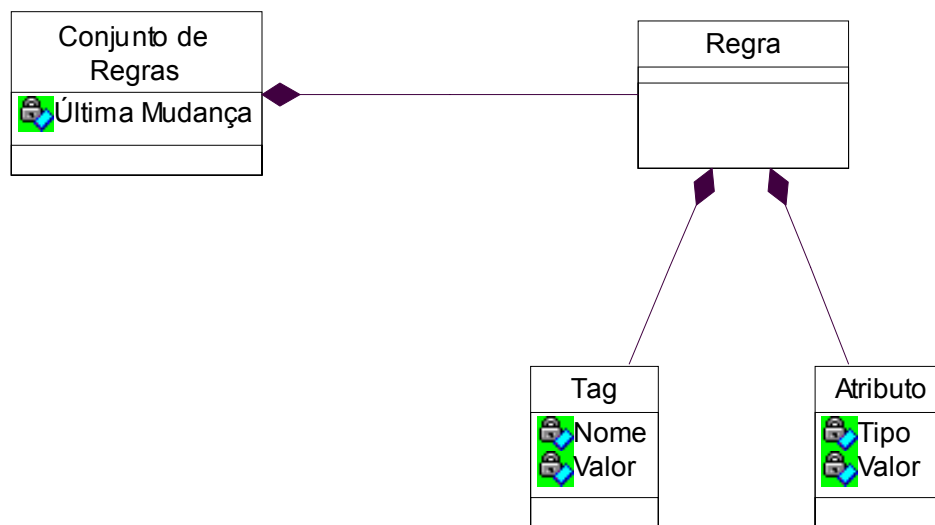 Conjunto de
Regras
Última Mudança
Regra
Tag
Nome
Valor
Atributo
Tipo
Valor